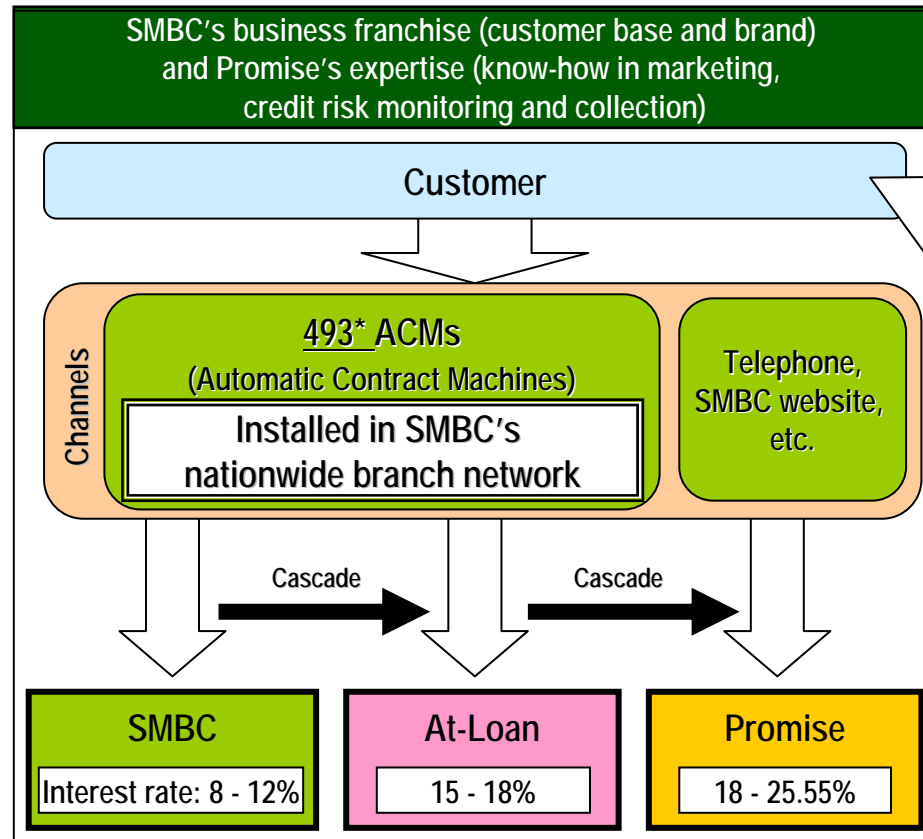 SMBC's business franchise (customer base and brand)
and Promise's expertise (know-how in marketing,
credit risk monitoring and collection)
Customer
Channels
493* ACMs
(Automatic Contract Machines)
Installed in SMBC's
nationwide branch network
Telephone,
SMBC website,
etc.
Cascade
Cascade
SMBC
Interest rate: 8 - 12%
At-Loan
15 - 18%
Promise
18 - 25.55%